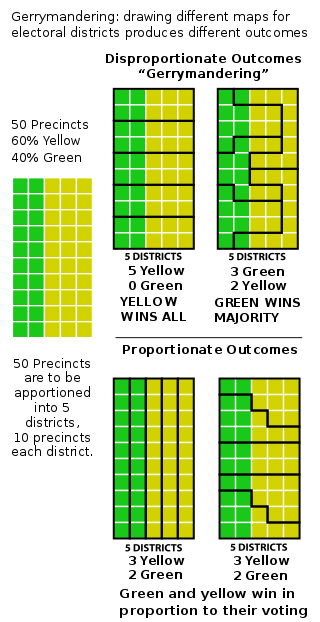 Gerrymandering: drawing different maps for
electoral districts produces different outcomes
Disproportionate Outcomes
“Gerrymandering”
50 Precincts
60% Yellow
40% Green
5 DISTRICTS
5 Yellow
0 Green
YELLOW
WINS ALL
5 DISTRICTS
3 Green
2 Yellow
GREEN WINS
MAJORITY
50 Precincts
are to be
apportioned
into 5
districts,
10 precincts
each district.
Proportionate Outcomes
5 DISTRICTS
3 Yellow
2 Green
5 DISTRICTS
3 Yellow
2 Green
Green and yellow win in
proportion to their voting